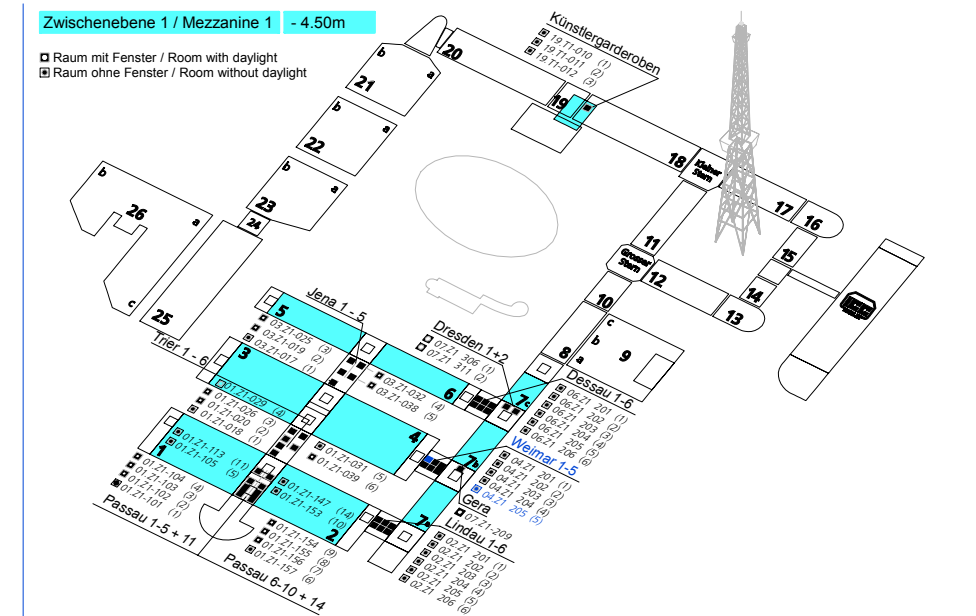 Zwischenebene 1 / Mezzanine 1 - 4.50m
Raum mit Fenster / Room with daylight
Raum ohne Fenster / Room without daylight
Künstlergarderoben
19 T1-010 (1)
19 T1-011 (2)
19 T1-012 (3)
20
b
21
a
19
b
22
a
18
Kleiner
Stern
17
16
b
23
a
24
b
26
a
c
25
11
Grosser
Stern
12
15
14
13
10
8
c
b
9
a
Jena 1 - 5
5
03.Z1-025 (3)
03.Z1-019 (2)
03.Z1-017 (1)
03.Z1-032 (4)
03.Z1-038 (5)
6
Dresden 1+2
07.Z1 306 (1)
07.Z1 311 (2)
7c
Trier 1 - 6
3
01.Z1-029 (4)
01.Z1-026 (3)
01.Z1-020 (2)
01.Z1-018 (1)
4
01.Z1-031 (5)
01.Z1-039 (6)
7b
Dessau 1-6
06.Z1 201 (1)
06.Z1 202 (2)
06.Z1 203 (3)
06.Z1 204 (4)
06.Z1 205 (5)
06.Z1 206 (6)
Weimar 1-5
04.Z1 201 (1)
04.Z1 202 (2)
04.Z1 203 (3)
04.Z1 204 (4)
04.Z1 205 (5)
Gera
07.Z1-209
1
01.Z1-113 (11)
01.Z1-105 (5)
01.Z1-104 (4)
01.Z1-103 (3)
01.Z1-102 (2)
01.Z1-101 (1)
Passau 1-5 + 11
01.Z1-147 (14)
01.Z1-153 (10)
2
01.Z1-154 (9)
01.Z1-155 (8)
01.Z1-156 (7)
01.Z1-157 (6)
Passau 6-10 + 14
7a
Lindau 1-6
02.Z1 201 (1)
02.Z1 202 (2)
02.Z1 203 (3)
02.Z1 204 (4)
02.Z1 205 (5)
02.Z1 206 (6)